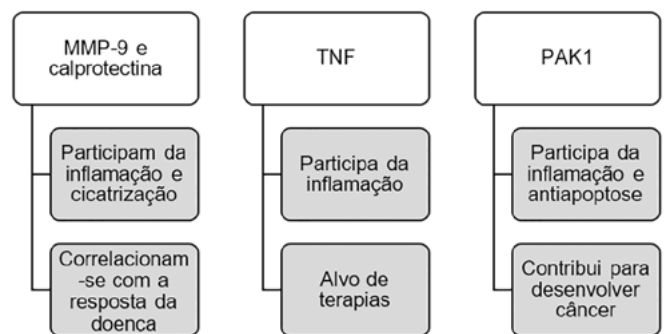 MMP-9 e
calprotectina
Participam da
inflamação e
cicatrização
Correlacionam
-se com a
resposta da
doenca
TNF
Participa da
inflamação
Alvo de
terapias
PAK1
Participa da
inflamação e
antiapoptose
Contribui para
desenvolver
câncer